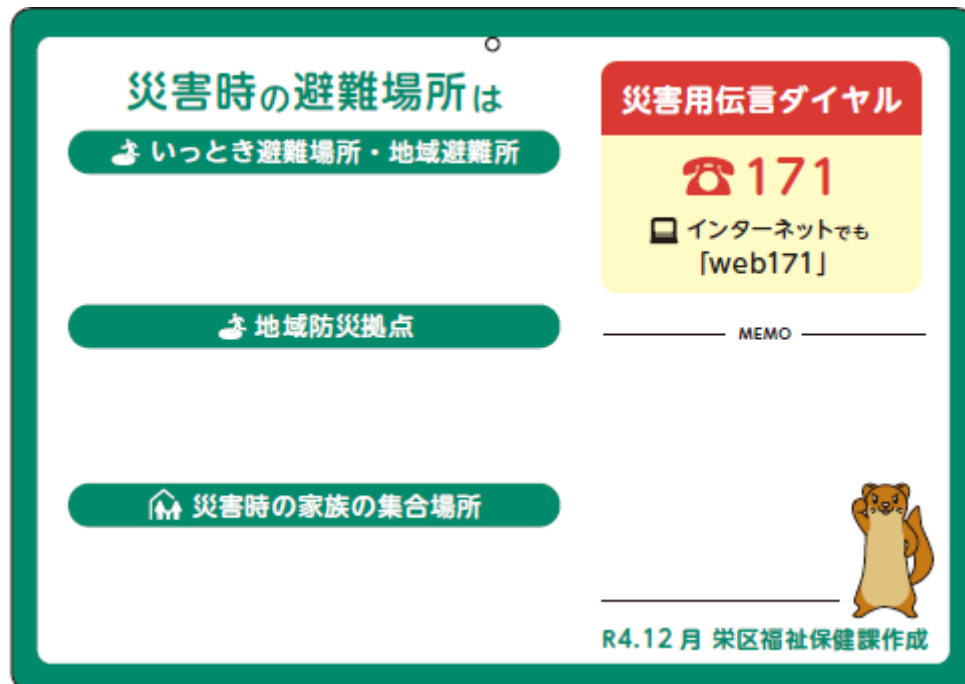 災害時の避難場所は
いっとき避難場所・地域避難所
地域防災拠点
災害時の家族の集合場所
災害用伝言ダイヤル
171
インターネットでも
「web171」
MEMO
R4.12月 栄区福祉保健課作成